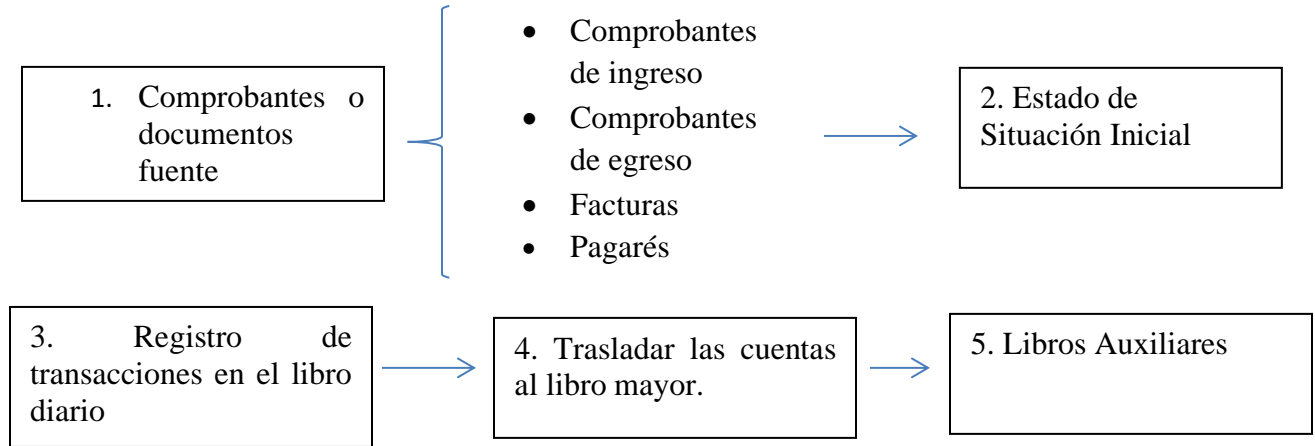 1. Comprobantes o
documentos
fuente
• Comprobantes
de ingreso
• Comprobantes
de egreso
• Facturas
• Pagarés
2. Estado de
Situación Inicial
3. Registro de
transacciones en el libro
diario
4. Trasladar las cuentas
al libro mayor.
5. Libros Auxiliares